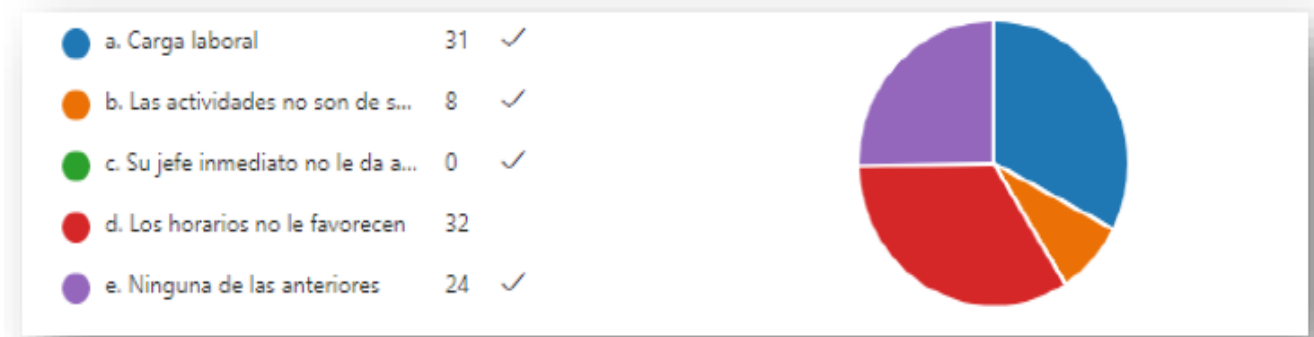 a. Carga laboral 31 ✓
b. Las actividades no son de s... 8 ✓
c. Su jefe inmediato no le da a... 0 ✓
d. Los horarios no le favorecen 32
e. Ninguna de las anteriores 24 ✓